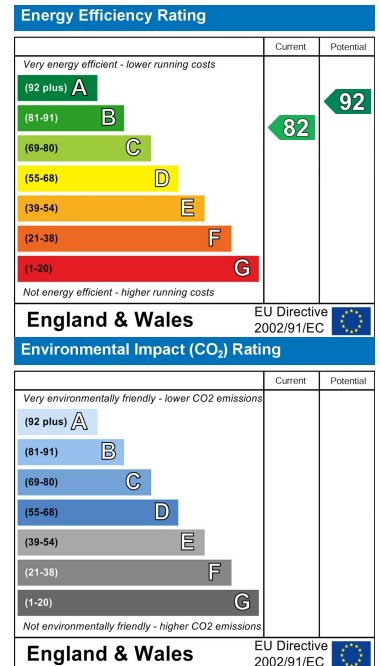 Energy Efficiency Rating
Current Potential
Very energy efficient - lower running costs
(92 plus) A
(81-91) B
(69-80) C
(55-68) D
(39-54) E
(21-38) F
(1-20) G
82
92
Not energy efficient - higher running costs
England & Wales
EU Directive
2002/91/EC
Environmental Impact (CO₂) Rating
Current Potential
Very environmentally friendly - lower CO2 emissions
(92 plus) A
(81-91) B
(69-80) C
(55-68) D
(39-54) E
(21-38) F
(1-20) G
Not environmentally friendly - higher CO2 emissions
England & Wales
EU Directive
2002/91/EC